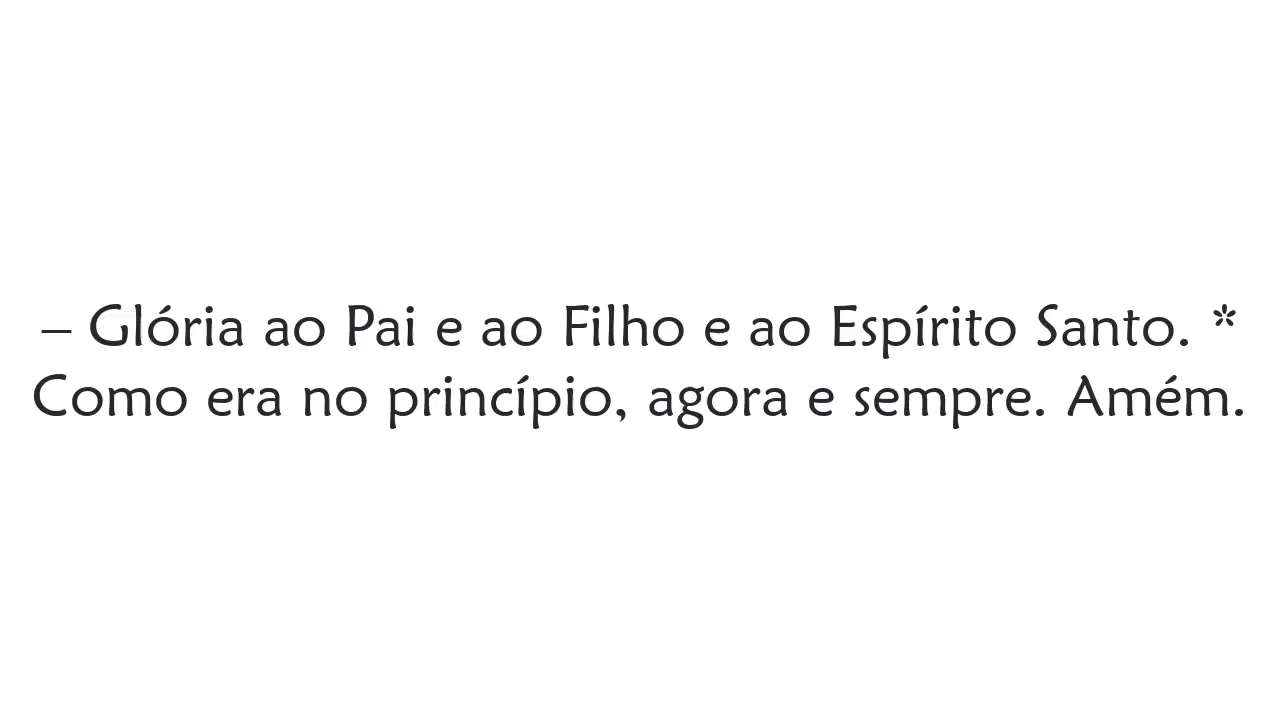 – Glória ao Pai e ao Filho e ao Espírito Santo. *
Como era no princípio, agora e sempre. Amém.